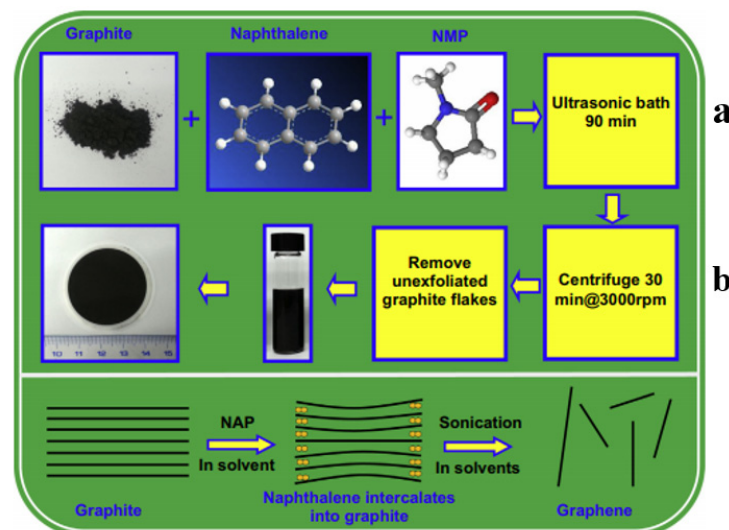 Graphite
Naphthalene
NMP
+
+
Ultrasonic bath
90 min
a
Remove
unexfoliated
graphite flakes
Centrifuge 30
min@3000rpm
b
10 11 12 13 14 15
NAP
In solvent
Sonication
In solvents
Graphite
Naphthalene intercalates
into graphite
Graphene